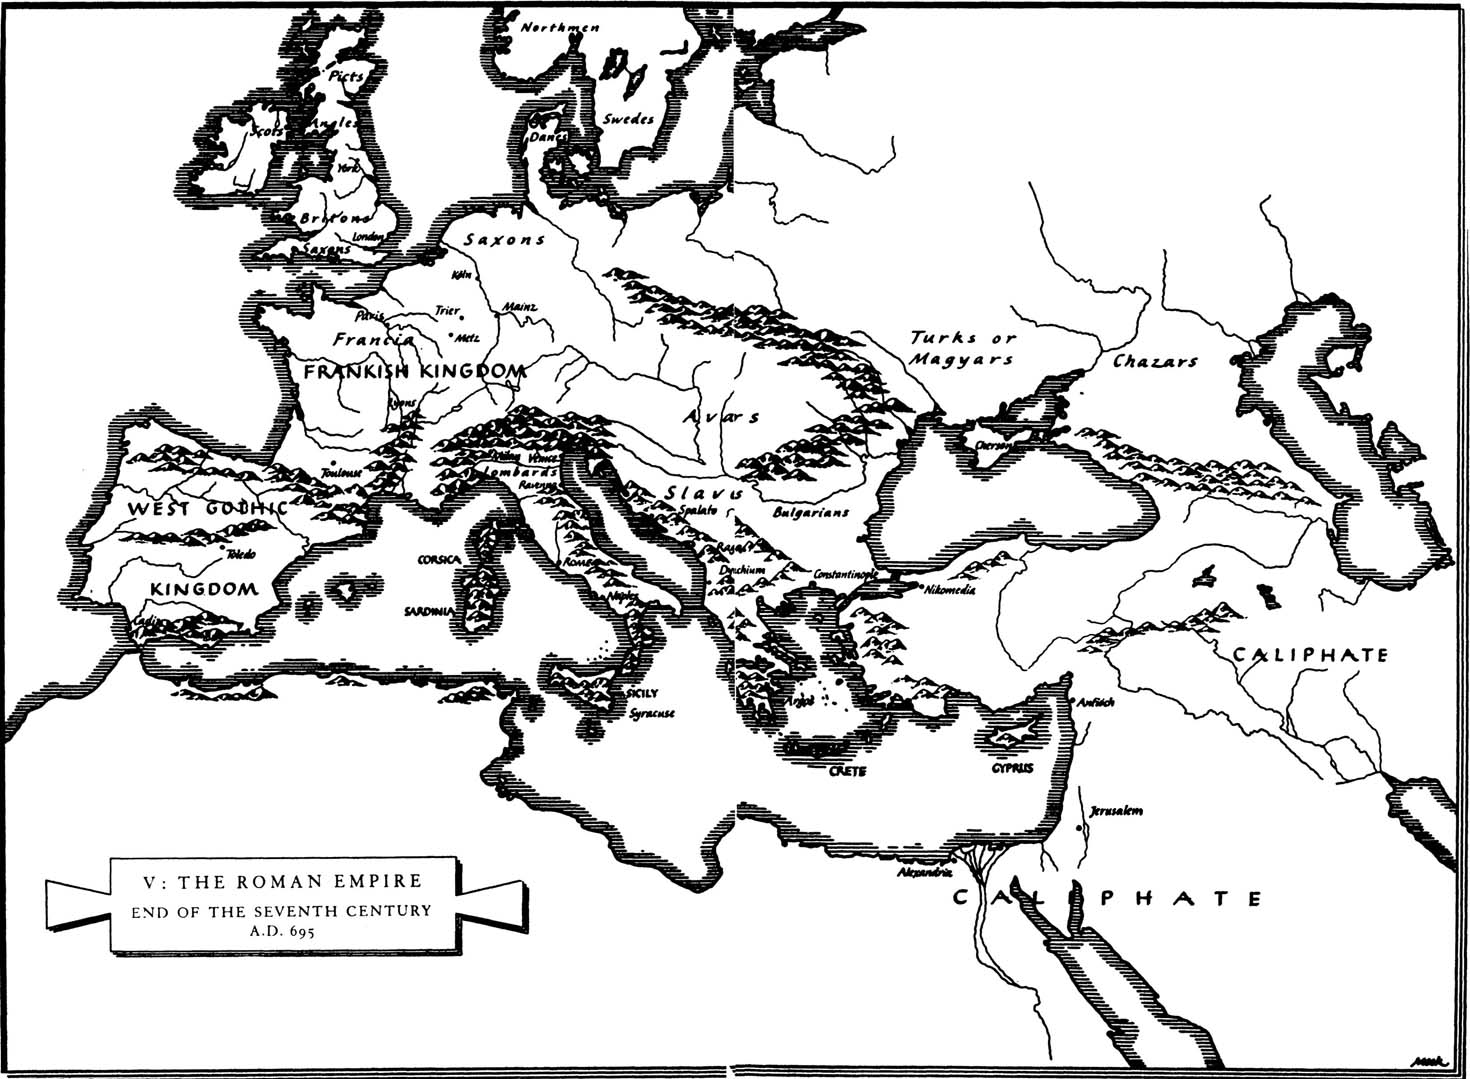 Northmen
Picts
Angles
Scots
Swedes
Danes
York
Britons
London
Saxons
Saxons
Köln
Trier
Mainz
Paris
Metz
Francia
FRANKISH KINGDOM
Lyons
Turks or
Magyars
Chazars
Avars
Cherson
Venice
Lombards
Ravenna
Toulouse
WEST GOTHIC
Toledo
KINGDOM
Cadiz
Slavs
Spalato
Bulgarians
Ragusa
Dyrrhium
Constantinople
Nikomedia
CORSICA
Rome
SARDINIA
Naples
CALIPHATE
SICILY
Syracuse
Argos
Antioch
CRETE
CYPRUS
Jerusalem
Alexandria
CALIPHATE
V: THE ROMAN EMPIRE
END OF THE SEVENTH CENTURY
A.D. 695